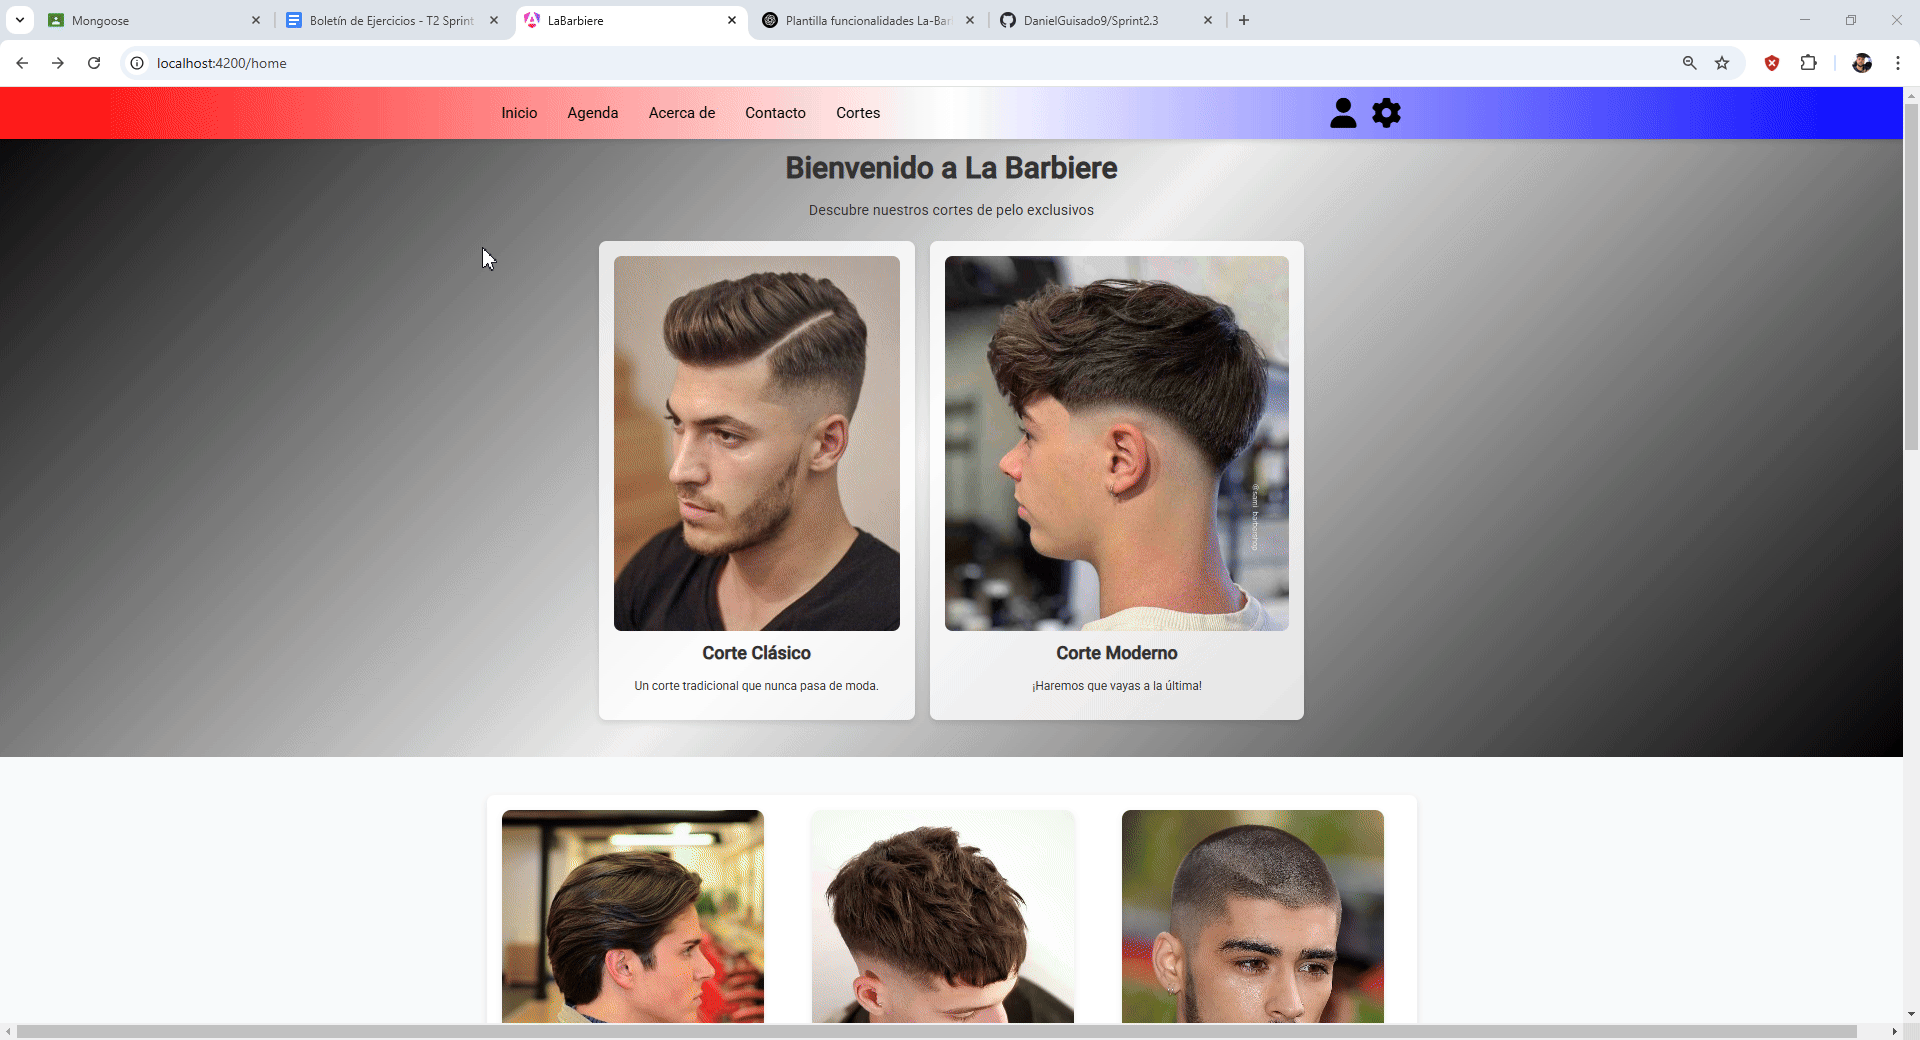 Mongoose
Boletín de Ejercicios - T2 Sprint
LaBarbiere
Plantilla funcionalidades La-Bar
DanielGuisado9/Sprint2.3
localhost:4200/home
Inicio
Agenda
Acerca de
Contacto
Cortes
Bienvenido a La Barbiere
Descubre nuestros cortes de pelo exclusivos
@sami_barbershop
Corte Clásico
Un corte tradicional que nunca pasa de moda.
Corte Moderno
¡Haremos que vayas a la última!